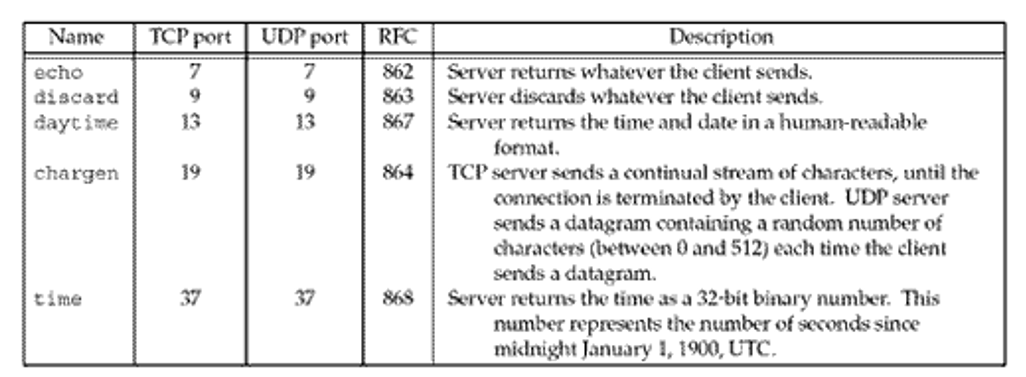 Name TCP port UDP port RFC Description
echo 7 7 862 Server returns whatever the client sends.
discard 9 9 863 Server discards whatever the client sends.
daytime 13 13 867 Server returns the time and date in a human-readable
format.
chargen 19 19 864 TCP server sends a continual stream of characters, until the
connection is terminated by the client. UDP server
sends a datagram containing a random number of
characters (between 0 and 512) each time the client
sends a datagram.
time 37 37 868 Server returns the time as a 32-bit binary number. This
number represents the number of seconds since
midnight January 1, 1900, UTC.